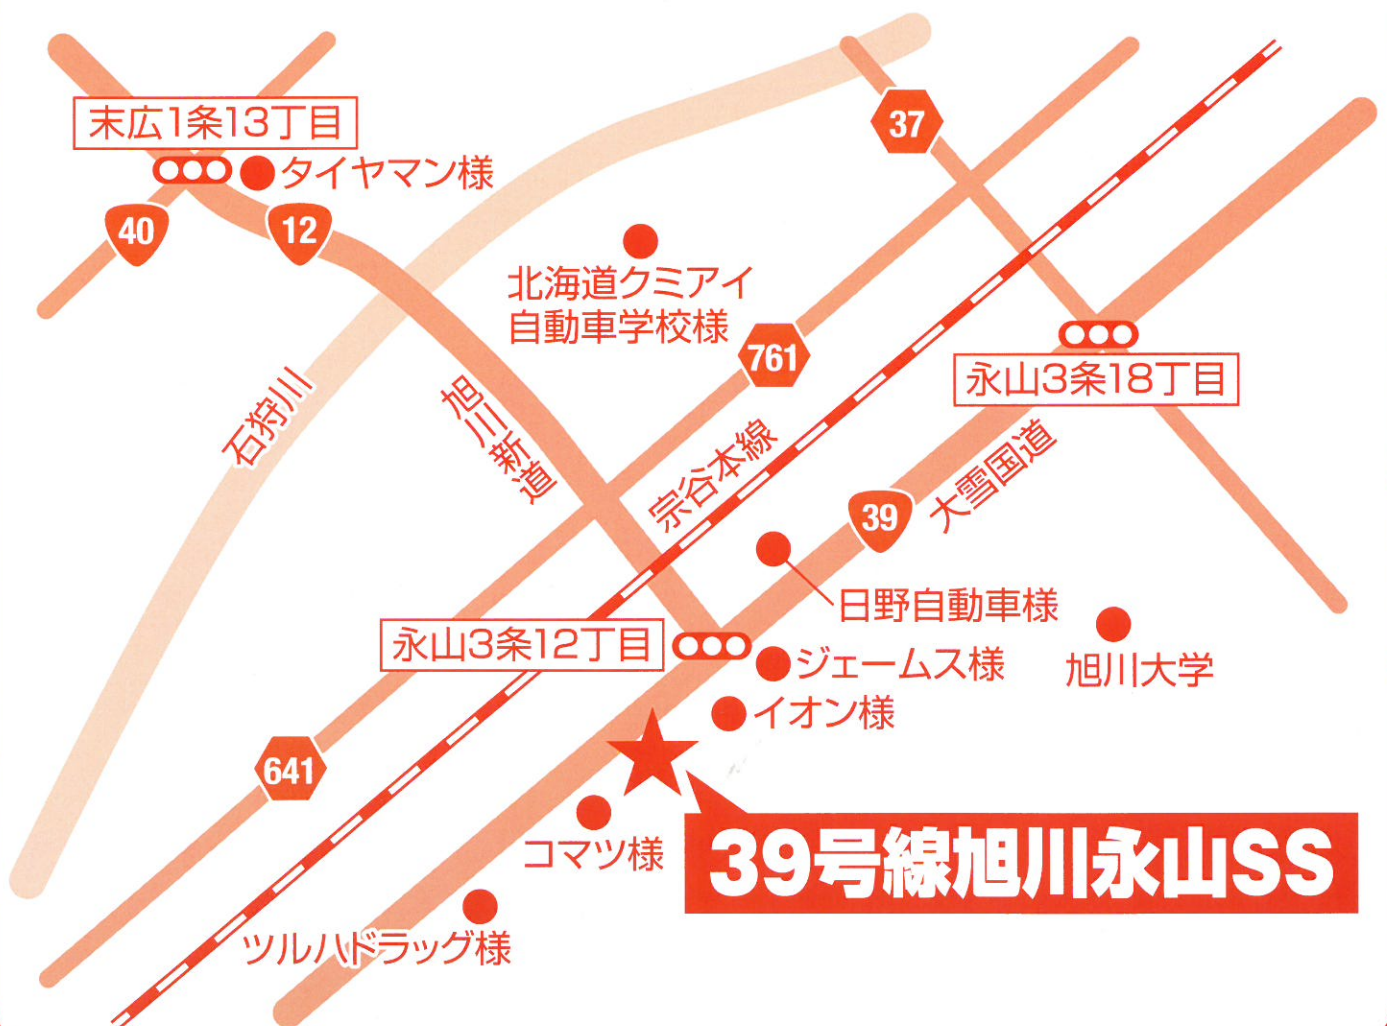 末広1条13丁目
タイヤマン様
40
12
37
北海道クミアイ
自動車学校様
761
永山3条18丁目
石狩川
旭川新道
宗谷本線
大雪国道
39
日野自動車様
永山3条12丁目
ジェームス様
旭川大学
イオン様
641
コマツ様
39号線旭川永山SS
ツルハドラッグ様